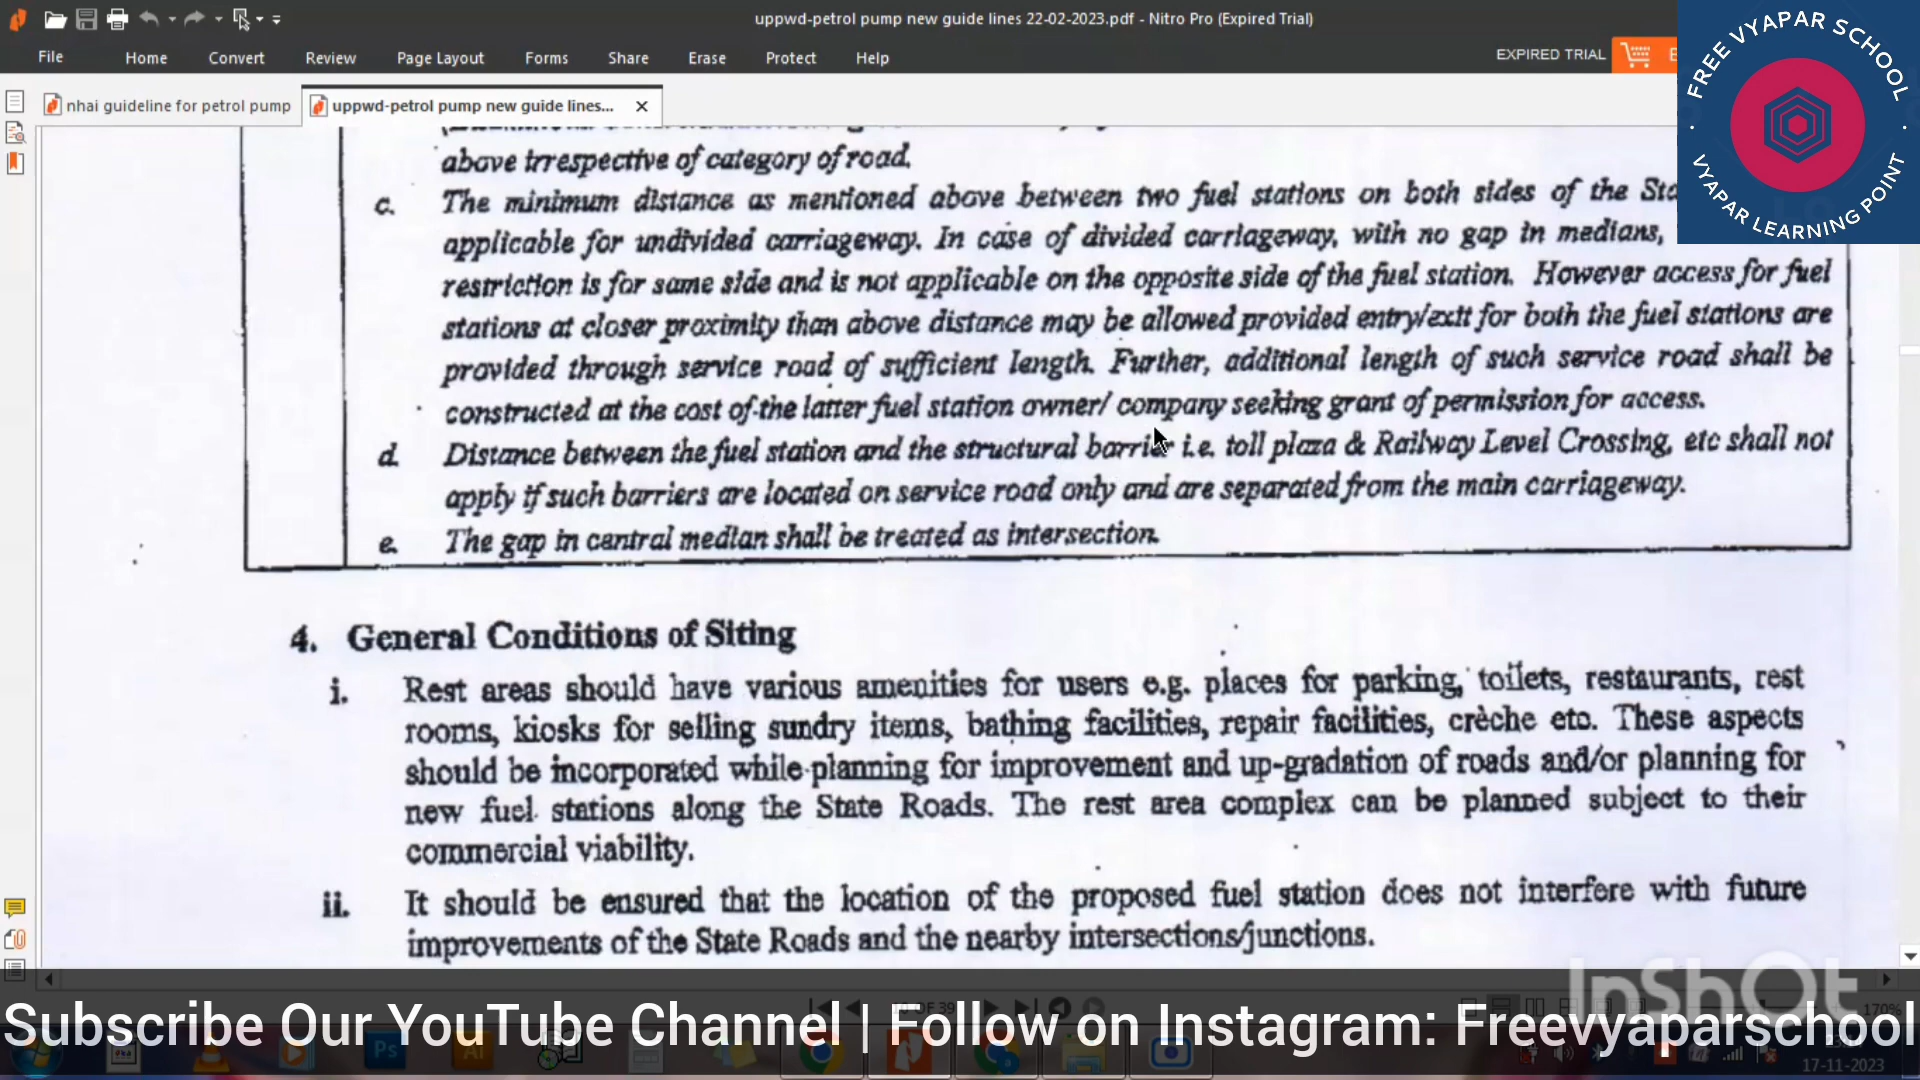 uppwd-petrol pump new guide lines 22-02-2023.pdf - Nitro Pro (Expired Trial)
File Home Convert Review Page Layout Forms Share Erase Protect Help
EXPIRED TRIAL
FREE VYAPAR SCHOOL
VYAPAR LEARNING POINT
nhai guideline for petrol pump
uppwd-petrol pump new guide lines...
above irrespective of category of road.
c. The minimum distance as mentioned above between two fuel stations on both sides of the
applicable for undivided carriageway. In case of divided carriageway, with no gap in medians,
restriction is for same side and is not applicable on the opposite side of the fuel station. However access for fuel
stations at closer proximity than above distance may be allowed provided entry/exit for both the fuel stations are
provided through service road of sufficient length. Further, additional length of such service road shall be
constructed at the cost of the latter fuel station owner/ company seeking grant of permission for access.
d. Distance between the fuel station and the structural barrier i.e. toll plaza & Railway Level Crossing, etc shall not
apply if such barriers are located on service road only and are separated from the main carriageway.
e. The gap in cantral median shall be treated as intersection.
4. General Conditions of Siting
i. Rest areas should have various amenities for users e.g. places for parking, toilets, restaurants, rest
rooms, kiosks for selling sundry items, bathing facilities, repair facilities, crèche etc. These aspects
should be incorporated while planning for improvement and up-gradation of roads and/or planning for
new fuel stations along the State Roads. The rest area complex can be planned subject to their
commercial viability.
ii. It should be ensured that the location of the proposed fuel station does not interfere with future
improvements of the State Roads and the nearby intersections/junctions.
InShOt
170%
Subscribe Our YouTube Channel | Follow on Instagram: Freevyaparschool
Ps Ai
17-11-2023